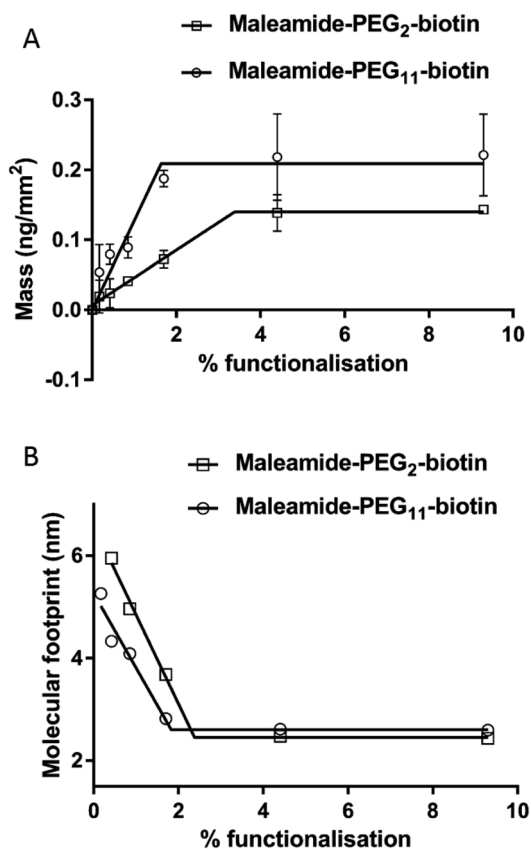 A
Maleamide-PEG2-biotin
Maleamide-PEG11-biotin
Mass (ng/mm²)
0.3
0.2
0.1
0.0
-0.1
2 4 6 8 10
% functionalisation
B
Maleamide-PEG2-biotin
Maleamide-PEG11-biotin
Molecular footprint (nm)
6
4
2
0 2 4 6 8 10
% functionalisation